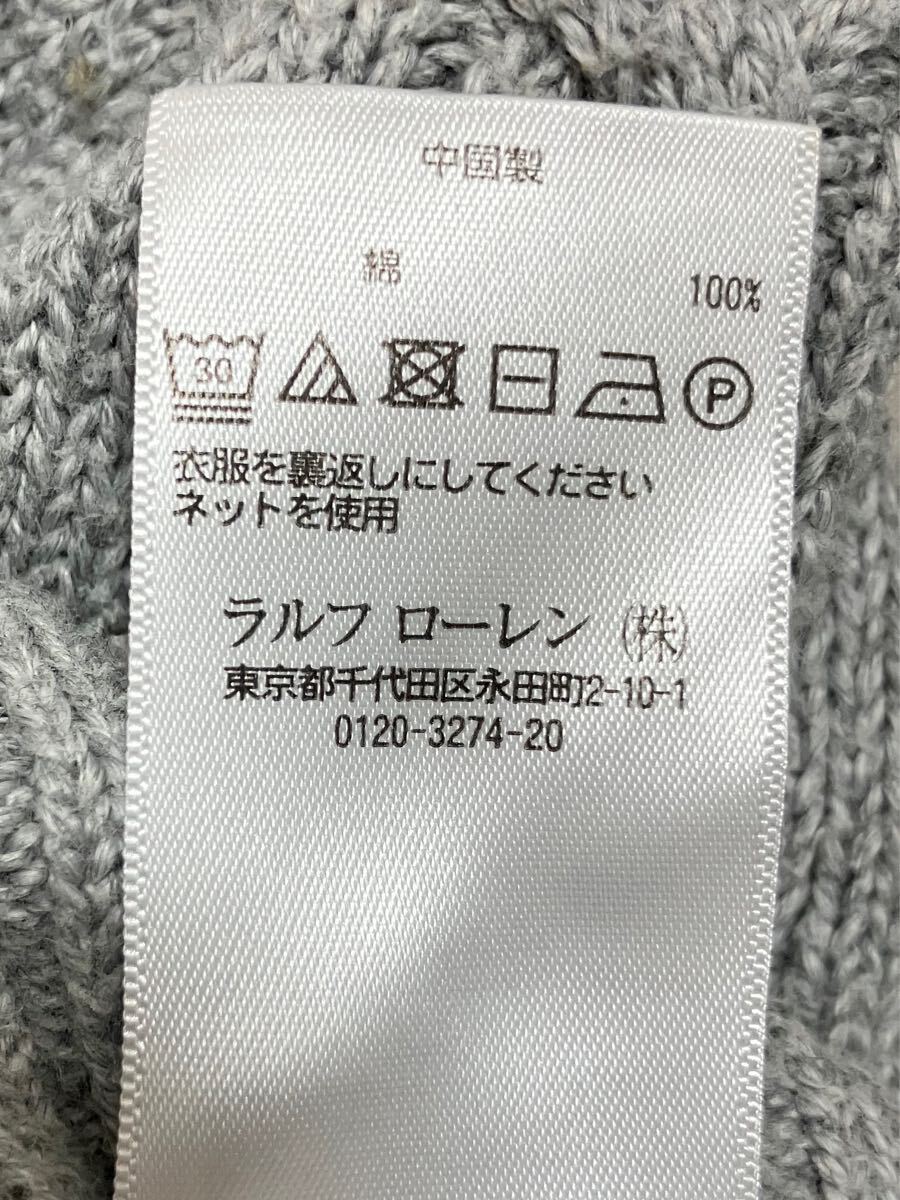 中国製
綿 100%
30 P
衣服を裏返しにしてください
ネットを使用
ラルフ ローレン ㈱
東京都千代田区永田町2-10-1
0120-3274-20